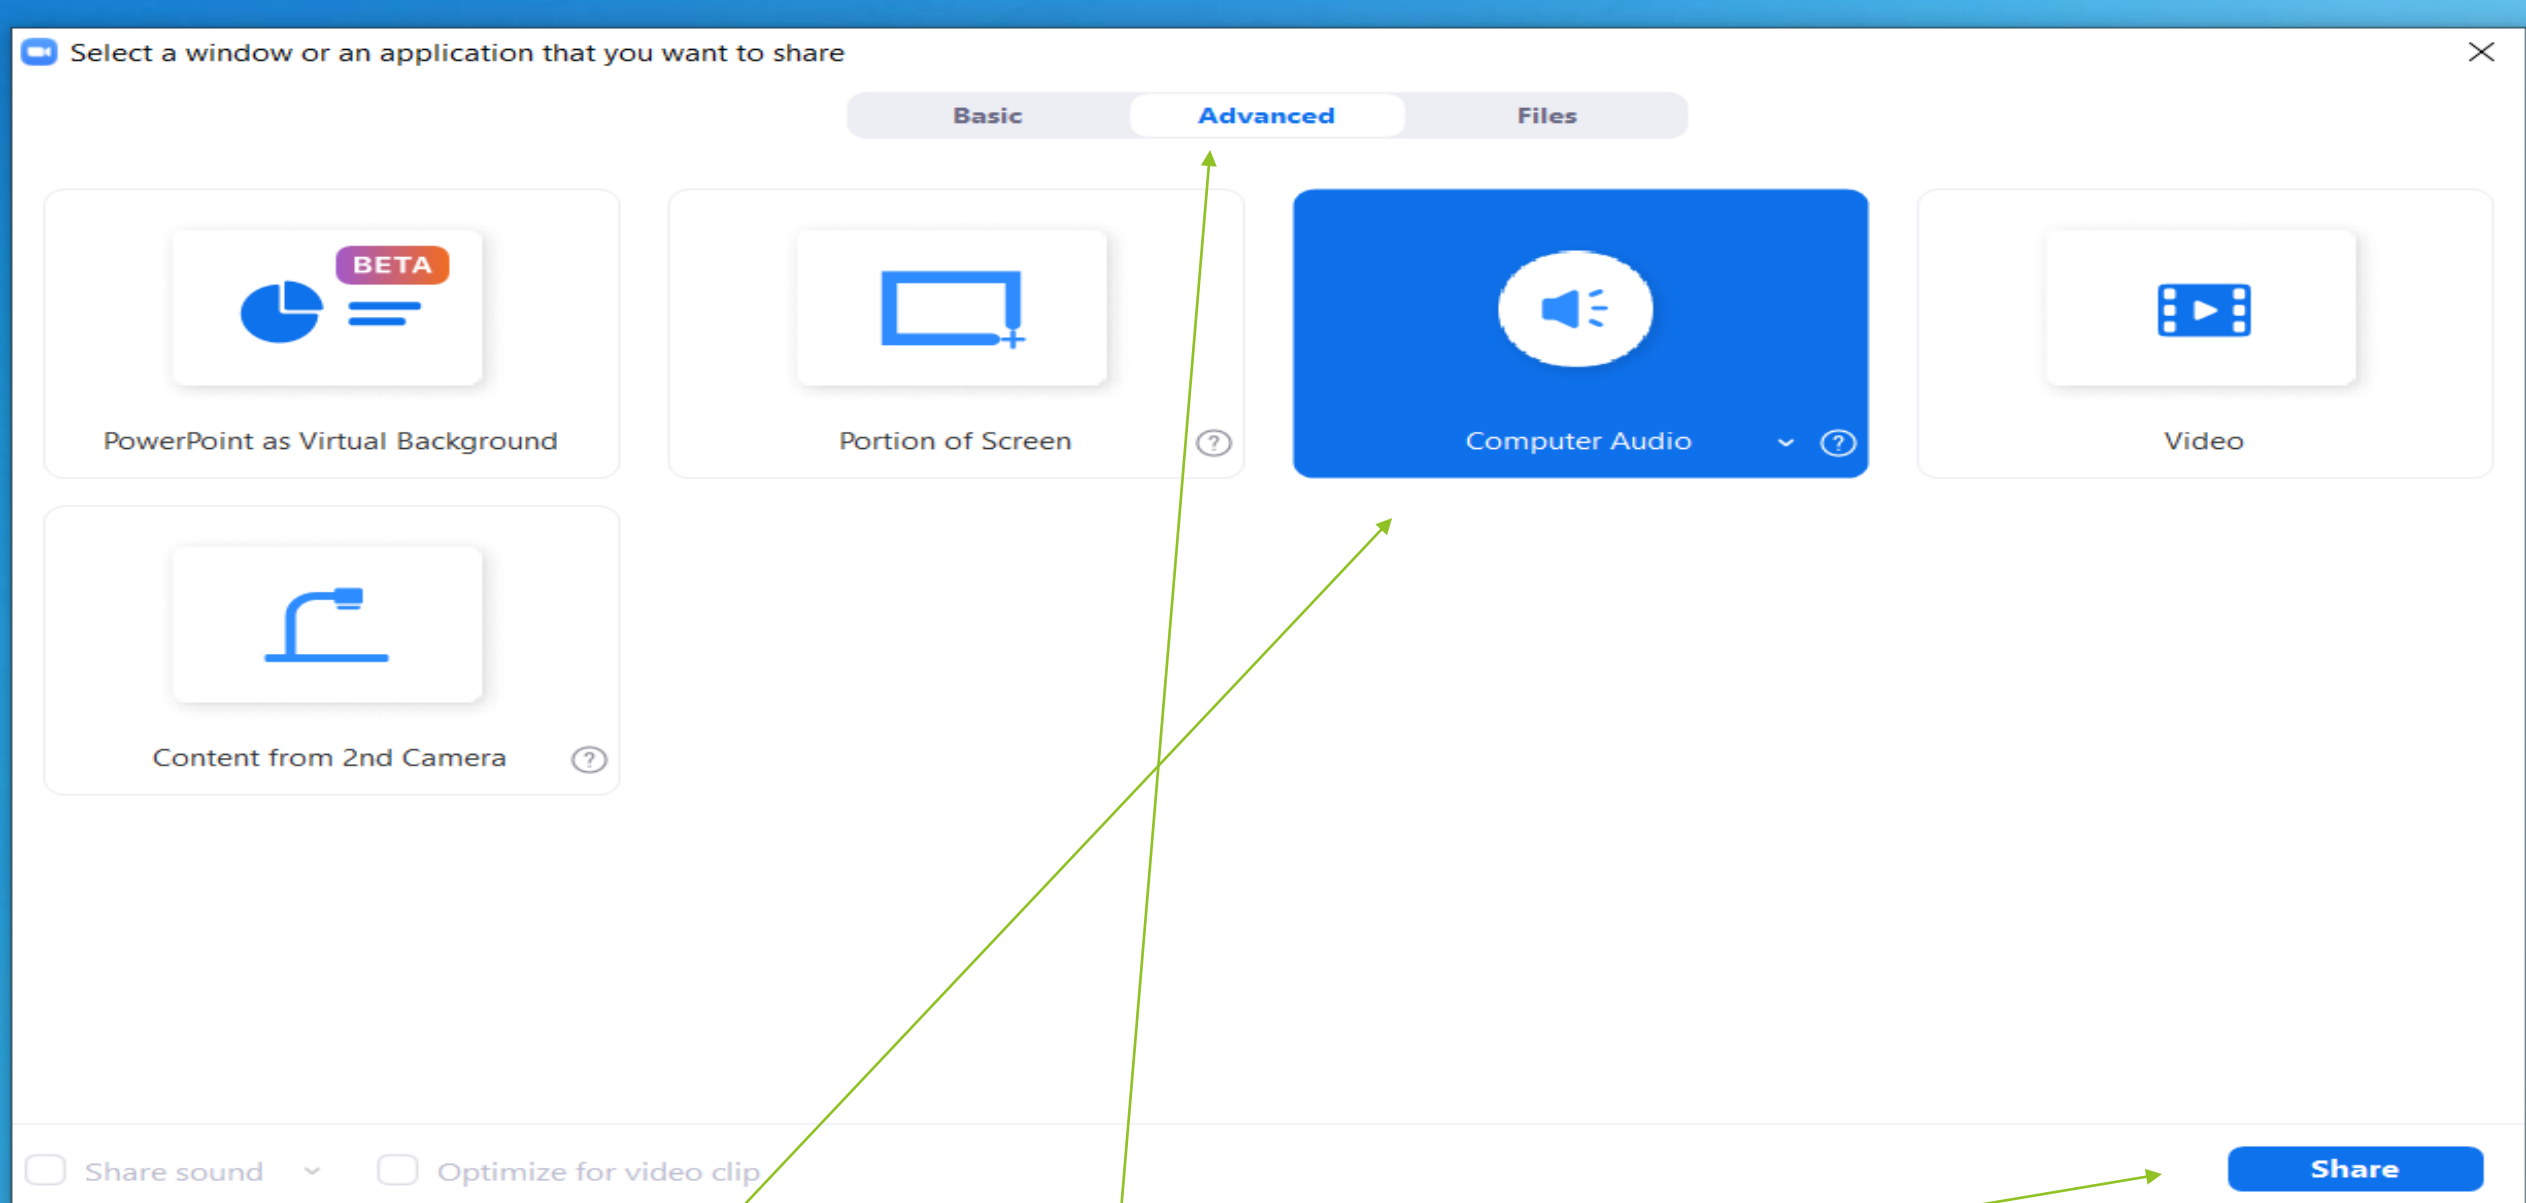 Select a window or an application that you want to share
Basic
Advanced
Files
BETA
PowerPoint as Virtual Background
Portion of Screen
?
Computer Audio
?
Video
Content from 2nd Camera
?
Share sound
Optimize for video clip
Share